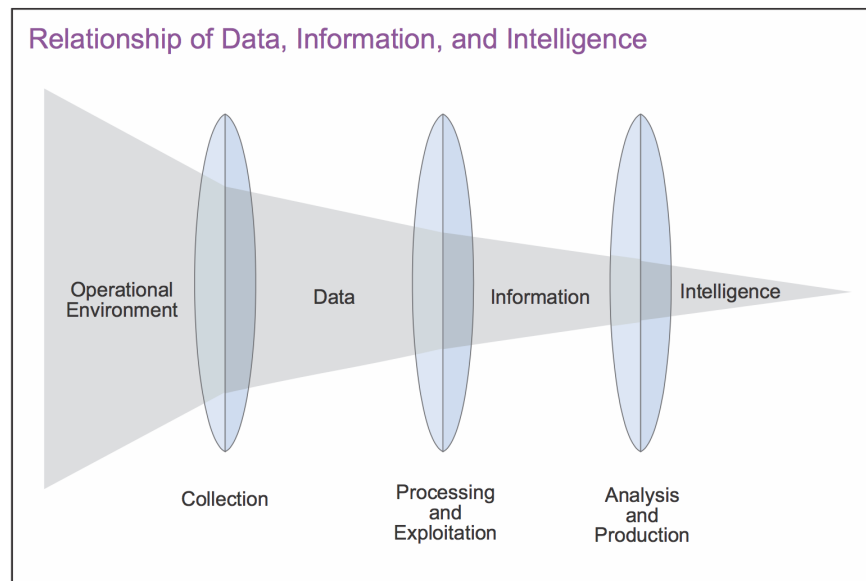 Relationship of Data, Information, and Intelligence
Operational
Environment
Data
Information
Intelligence
Collection
Processing
and
Exploitation
Analysis
and
Production